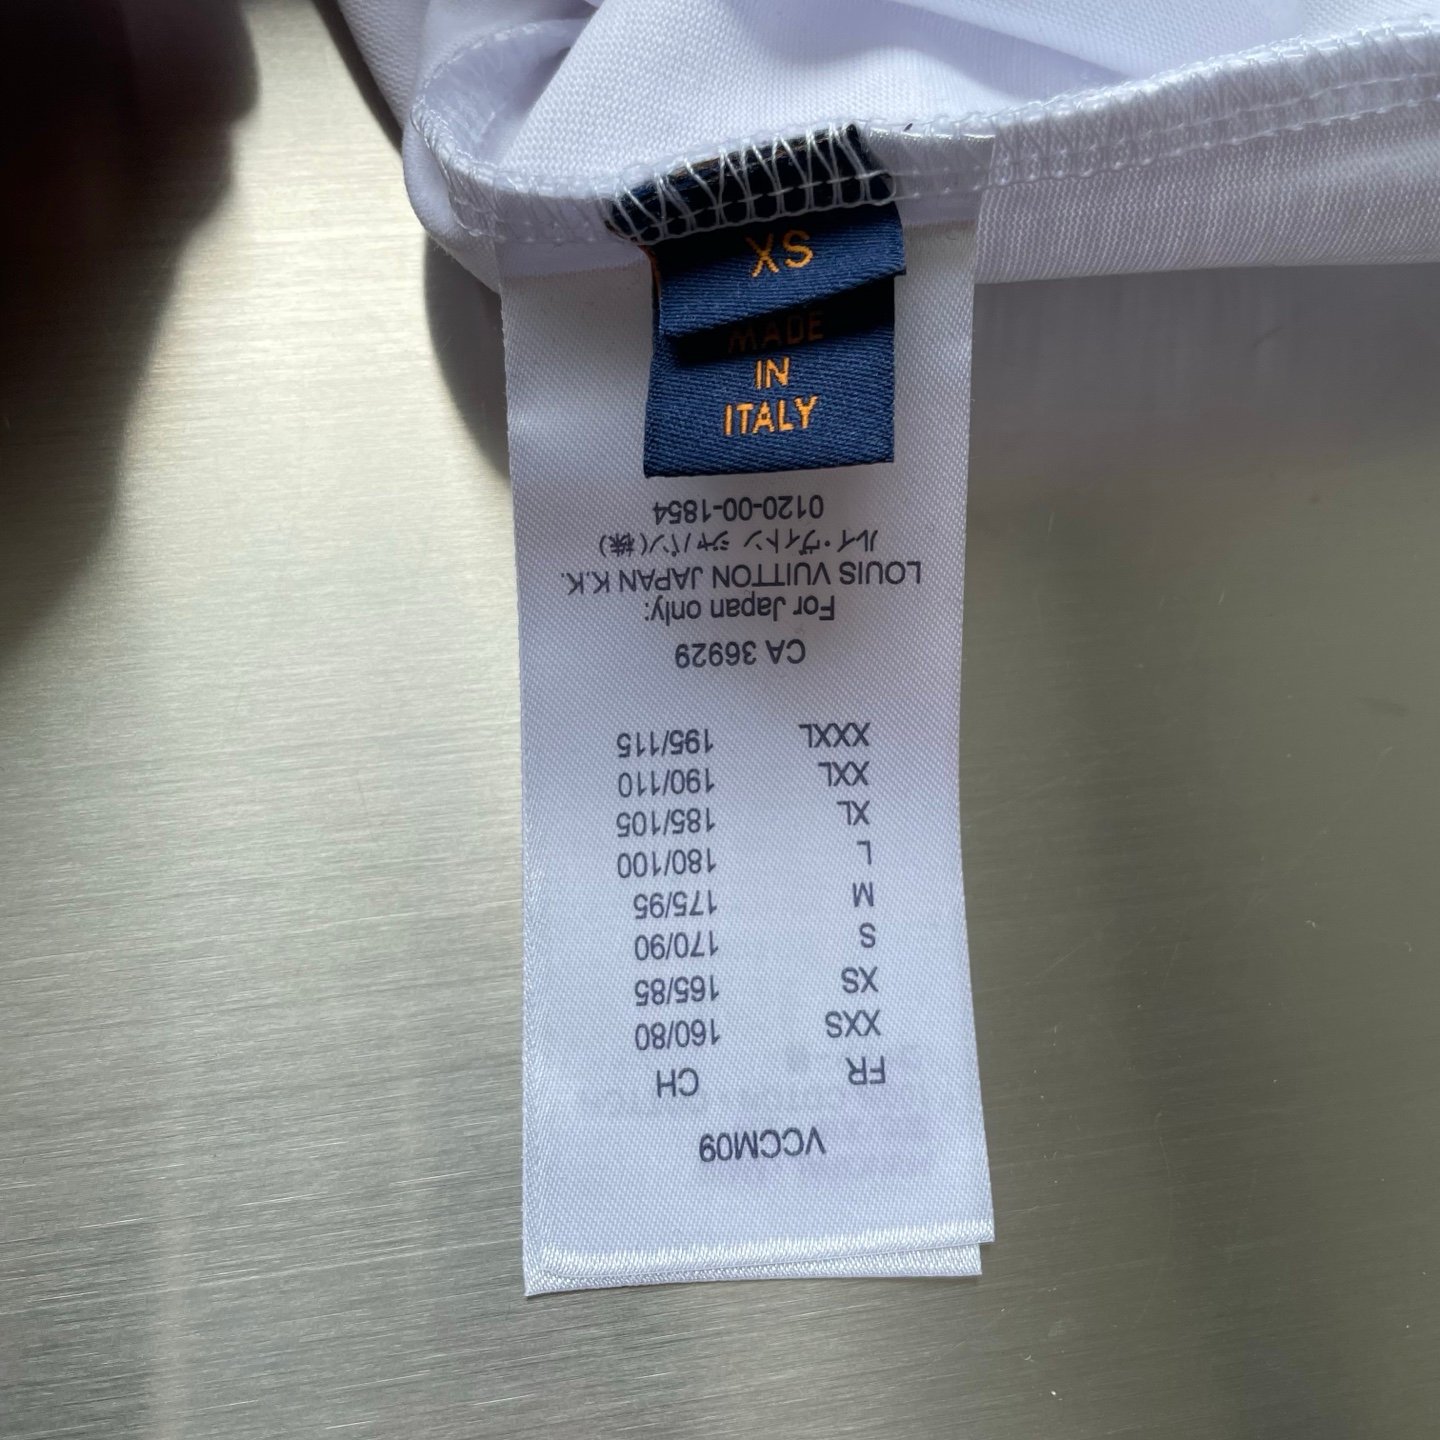 XS
MADE
IN
ITALY
VCCM09
FR CH
XXS 160/80
XS 165/85
S 170/90
M 175/95
L 180/100
XL 185/105
XXL 190/110
XXXL 195/115
CA 36929
For Japan only:
LOUIS VUITTON JAPAN K.K.
ルイ・ヴィトン ジャパン(株)
0120-00-1854